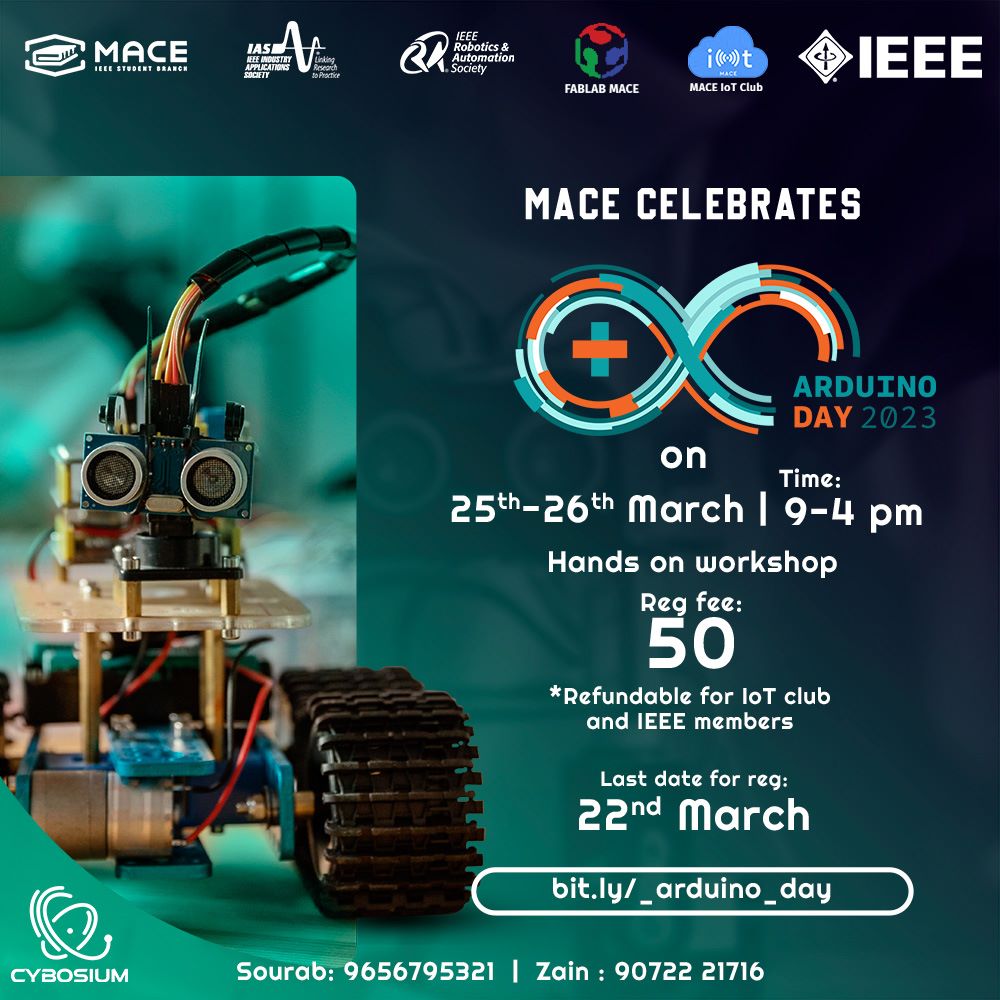 MACE
IEEE STUDENT BRANCH
IAS
IEEE INDUSTRY
APPLICATIONS
SOCIETY
Linking
Research
to Practice
IEEE
Robotics &
Automation
Society
FABLAB MACE
i((o))t
MACE
MACE IoT Club
IEEE
MACE CELEBRATES
ARDUINO
DAY 2023
on
25th-26th March | Time: 9-4 pm
Hands on workshop
Reg fee:
50
*Refundable for IoT club
and IEEE members
Last date for reg:
22nd March
bit.ly/_arduino_day
CYBOSIUM
Sourab: 9656795321 | Zain : 90722 21716